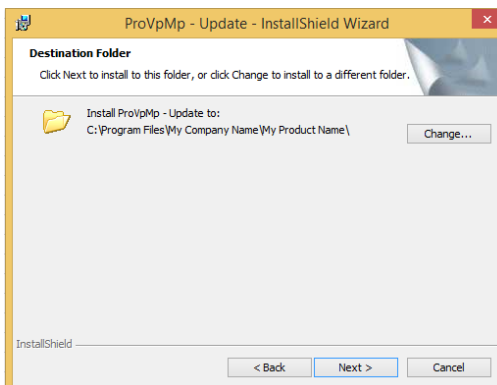 ProVpMp - Update - InstallShield Wizard
Destination Folder
Click Next to install to this folder, or click Change to install to a different folder.
Install ProVpMp - Update to:
C:\Program Files\My Company Name\My Product Name\
Change...
InstallShield
< Back
Next >
Cancel